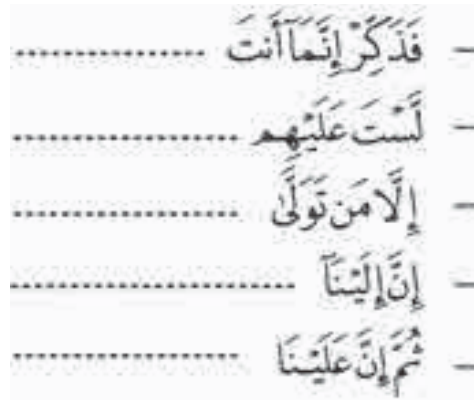 - فَذَكِّرْ إِنَّمَآ أَنتَ ......................
- لَّسْتَ عَلَيْهِم ......................
- إِلَّا مَن تَوَلَّىٰ ......................
- إِنَّ إِلَيْنَآ ......................
- ثُمَّ إِنَّ عَلَيْنَا ......................